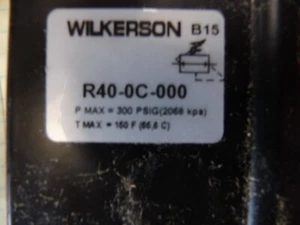 WILKERSON B15
R40-0C-000
P MAX = 300 PSIG(2068 kpa)
T MAX = 150 F (65,6 C)